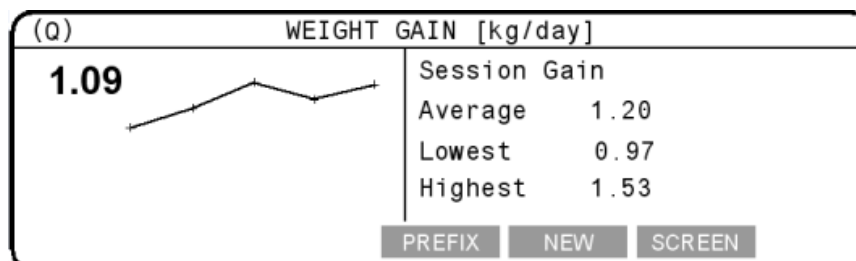 (Q) WEIGHT GAIN [kg/day]
1.09
Session Gain
Average 1.20
Lowest 0.97
Highest 1.53
PREFIX NEW SCREEN